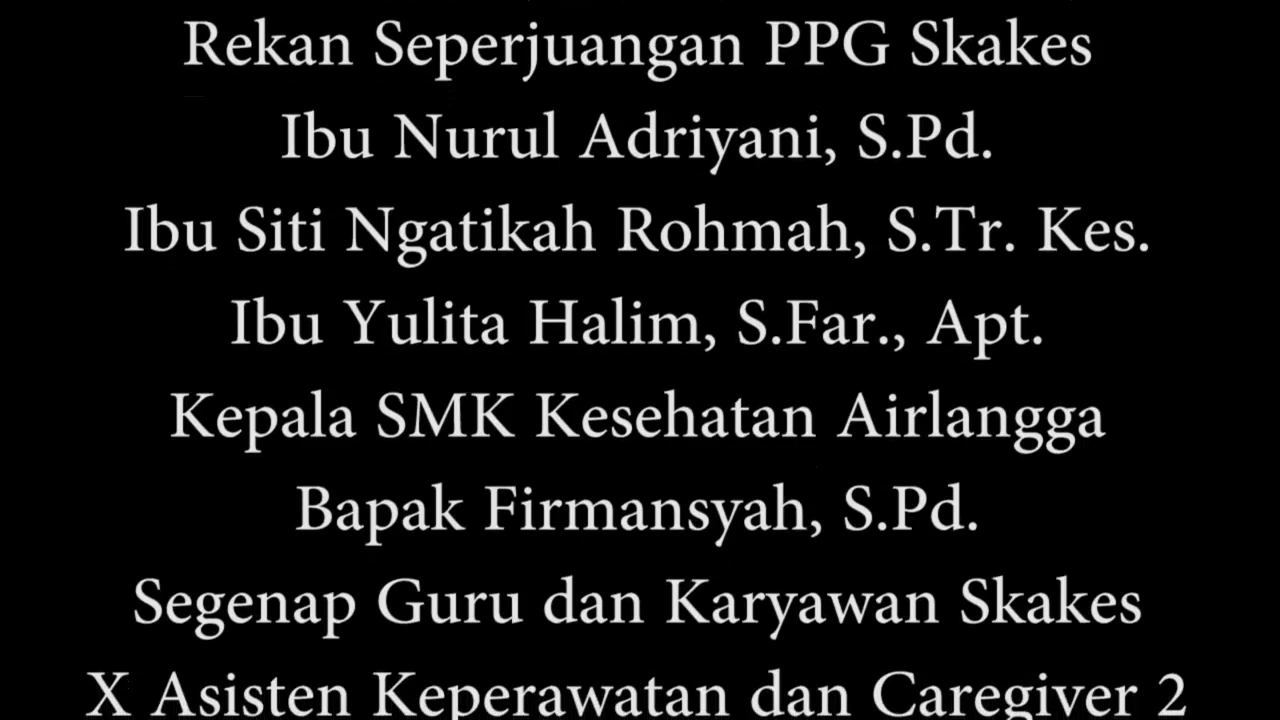 Rekan Seperjuangan PPG Skakes
Ibu Nurul Adriyani, S.Pd.
Ibu Siti Ngatikah Rohmah, S.Tr. Kes.
Ibu Yulita Halim, S.Far., Apt.
Kepala SMK Kesehatan Airlangga
Bapak Firmansyah, S.Pd.
Segenap Guru dan Karyawan Skakes
X Asisten Keperawatan dan Caregiver 2